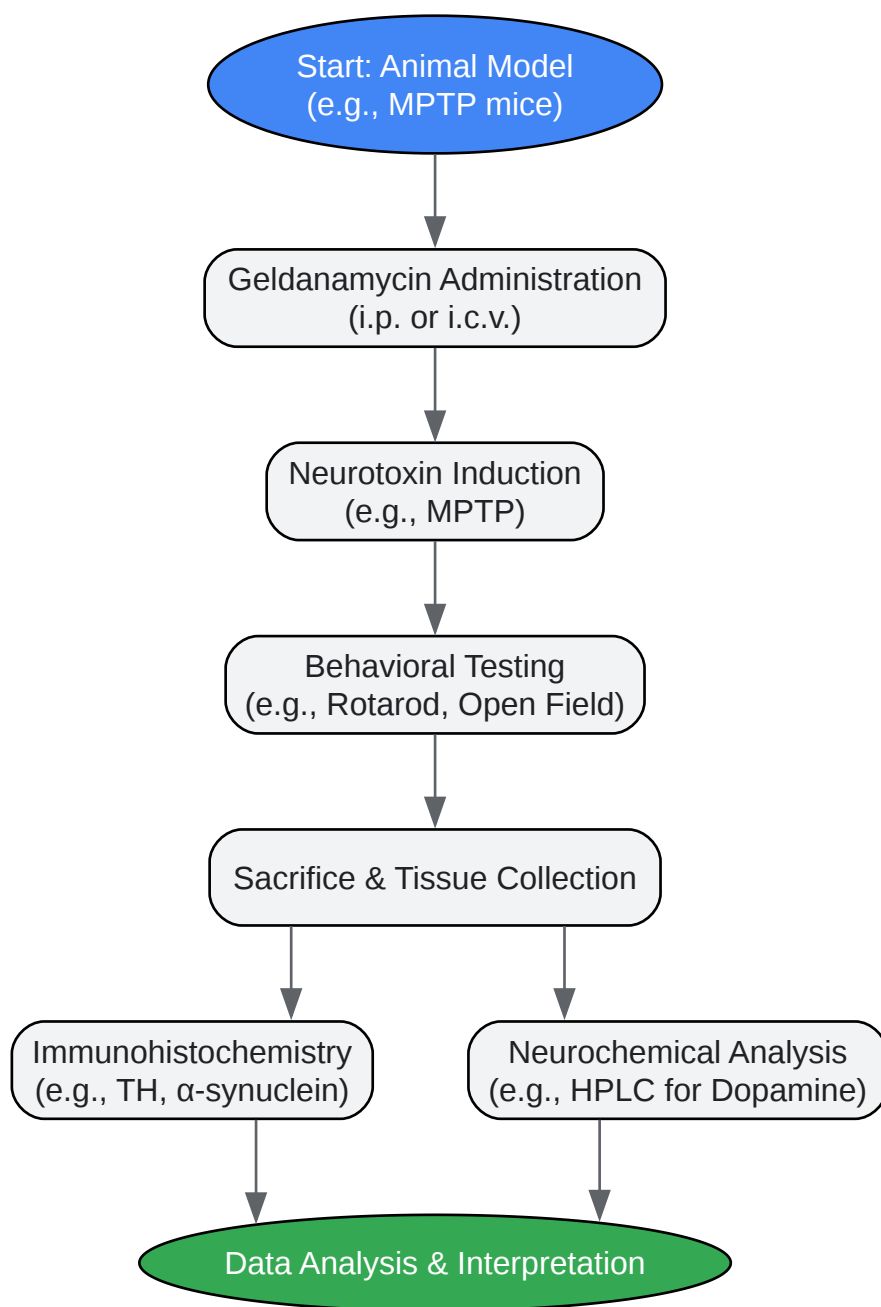 Start: Animal Model
(e.g., MPTP mice)
Geldanamycin Administration
(i.p. or i.c.v.)
Neurotoxin Induction
(e.g., MPTP)
Behavioral Testing
(e.g., Rotarod, Open Field)
Sacrifice & Tissue Collection
Immunohistochemistry
(e.g., TH, α-synuclein)
Neurochemical Analysis
(e.g., HPLC for Dopamine)
Data Analysis & Interpretation